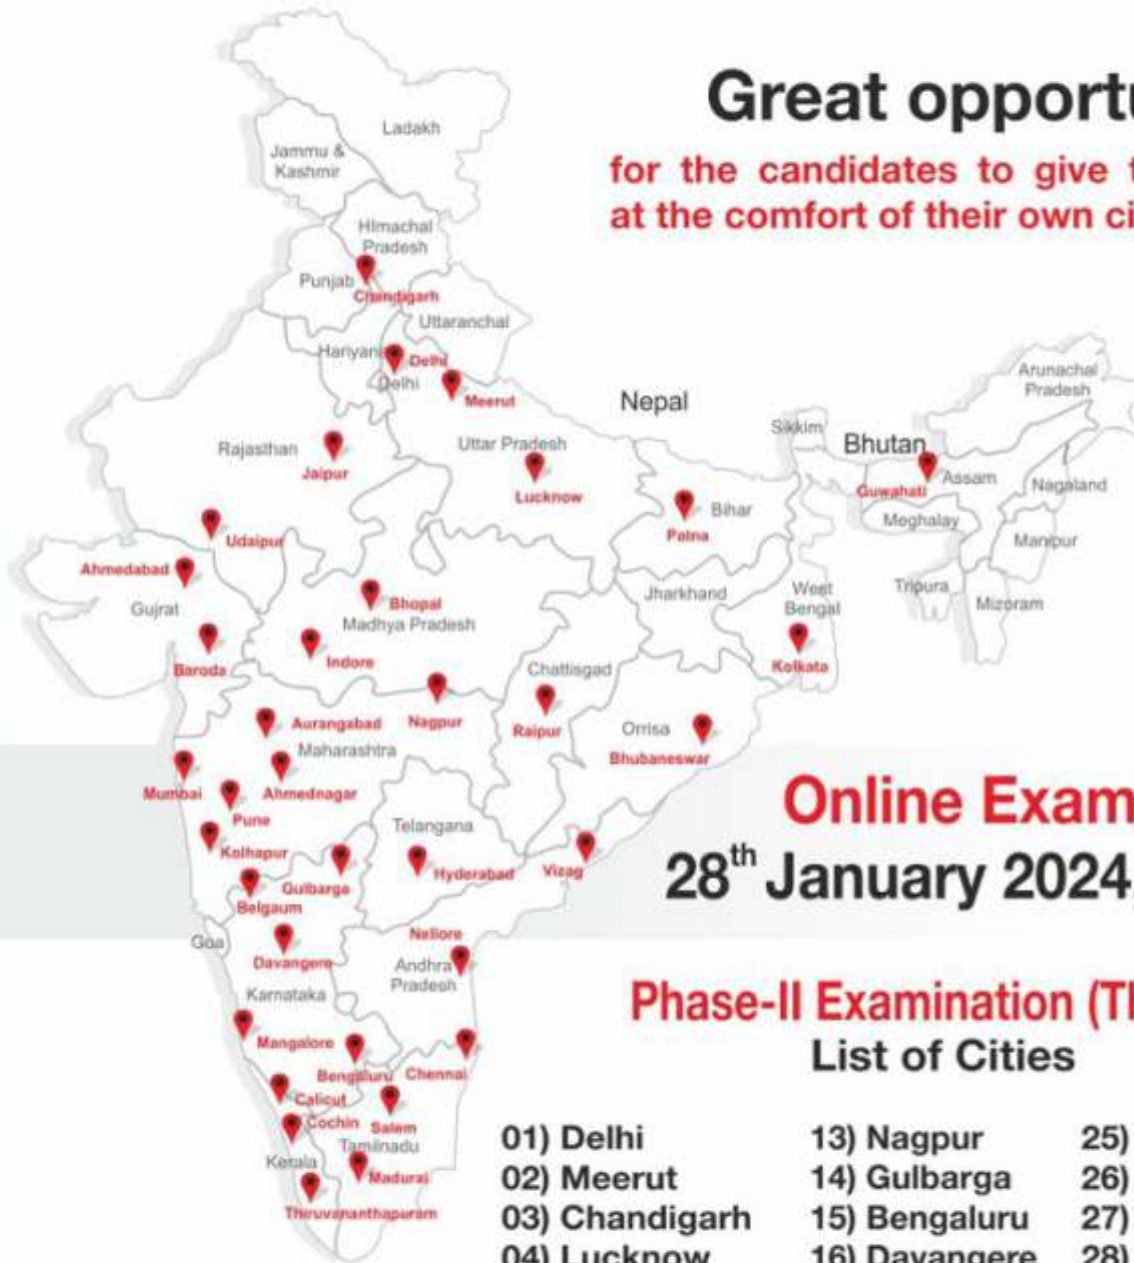 Great opportu
for the candidates to give t
at the comfort of their own ci
Ladakh
Jammu &
Kashmir
HImachal
Pradesh
Punjab
Chandigarh
Uttaranchal
Hariyan
Delhi
Delhi
Meerut
Nepal
Arunachal
Pradesh
Sikkim
Bhutan
Rajasthan
Jaipur
Uttar Pradesh
Lucknow
Guwahati
Assam
Nagaland
Bihar
Patna
Meghalay
Manipur
Udaipur
Ahmedabad
Gujrat
Bhopal
Madhya Pradesh
Jharkhand
West
Bengal
Tripura
Mizoram
Baroda
Indore
Kolkata
Chattisgad
Nagpur
Raipur
Aurangabad
Orrisa
Bhubaneswar
Maharashtra
Mumbai
Ahmednagar
Pune
Kolhapur
Telangana
Gulbarga
Hyderabad
Vizag
Belgaum
Goa
Davangere
Nellore
Andhra
Pradesh
Karnataka
Mangalore
Bengaluru
Chennai
Calicut
Cochin
Salem
Tamilnadu
Kerala
Madurai
Thiruvananthapuram
Online Exam
28th January 2024
Phase-II Examination (Th
List of Cities
01) Delhi
02) Meerut
03) Chandigarh
04) Lucknow
13) Nagpur
14) Gulbarga
15) Bengaluru
16) Davangere
25)
26)
27)
28)